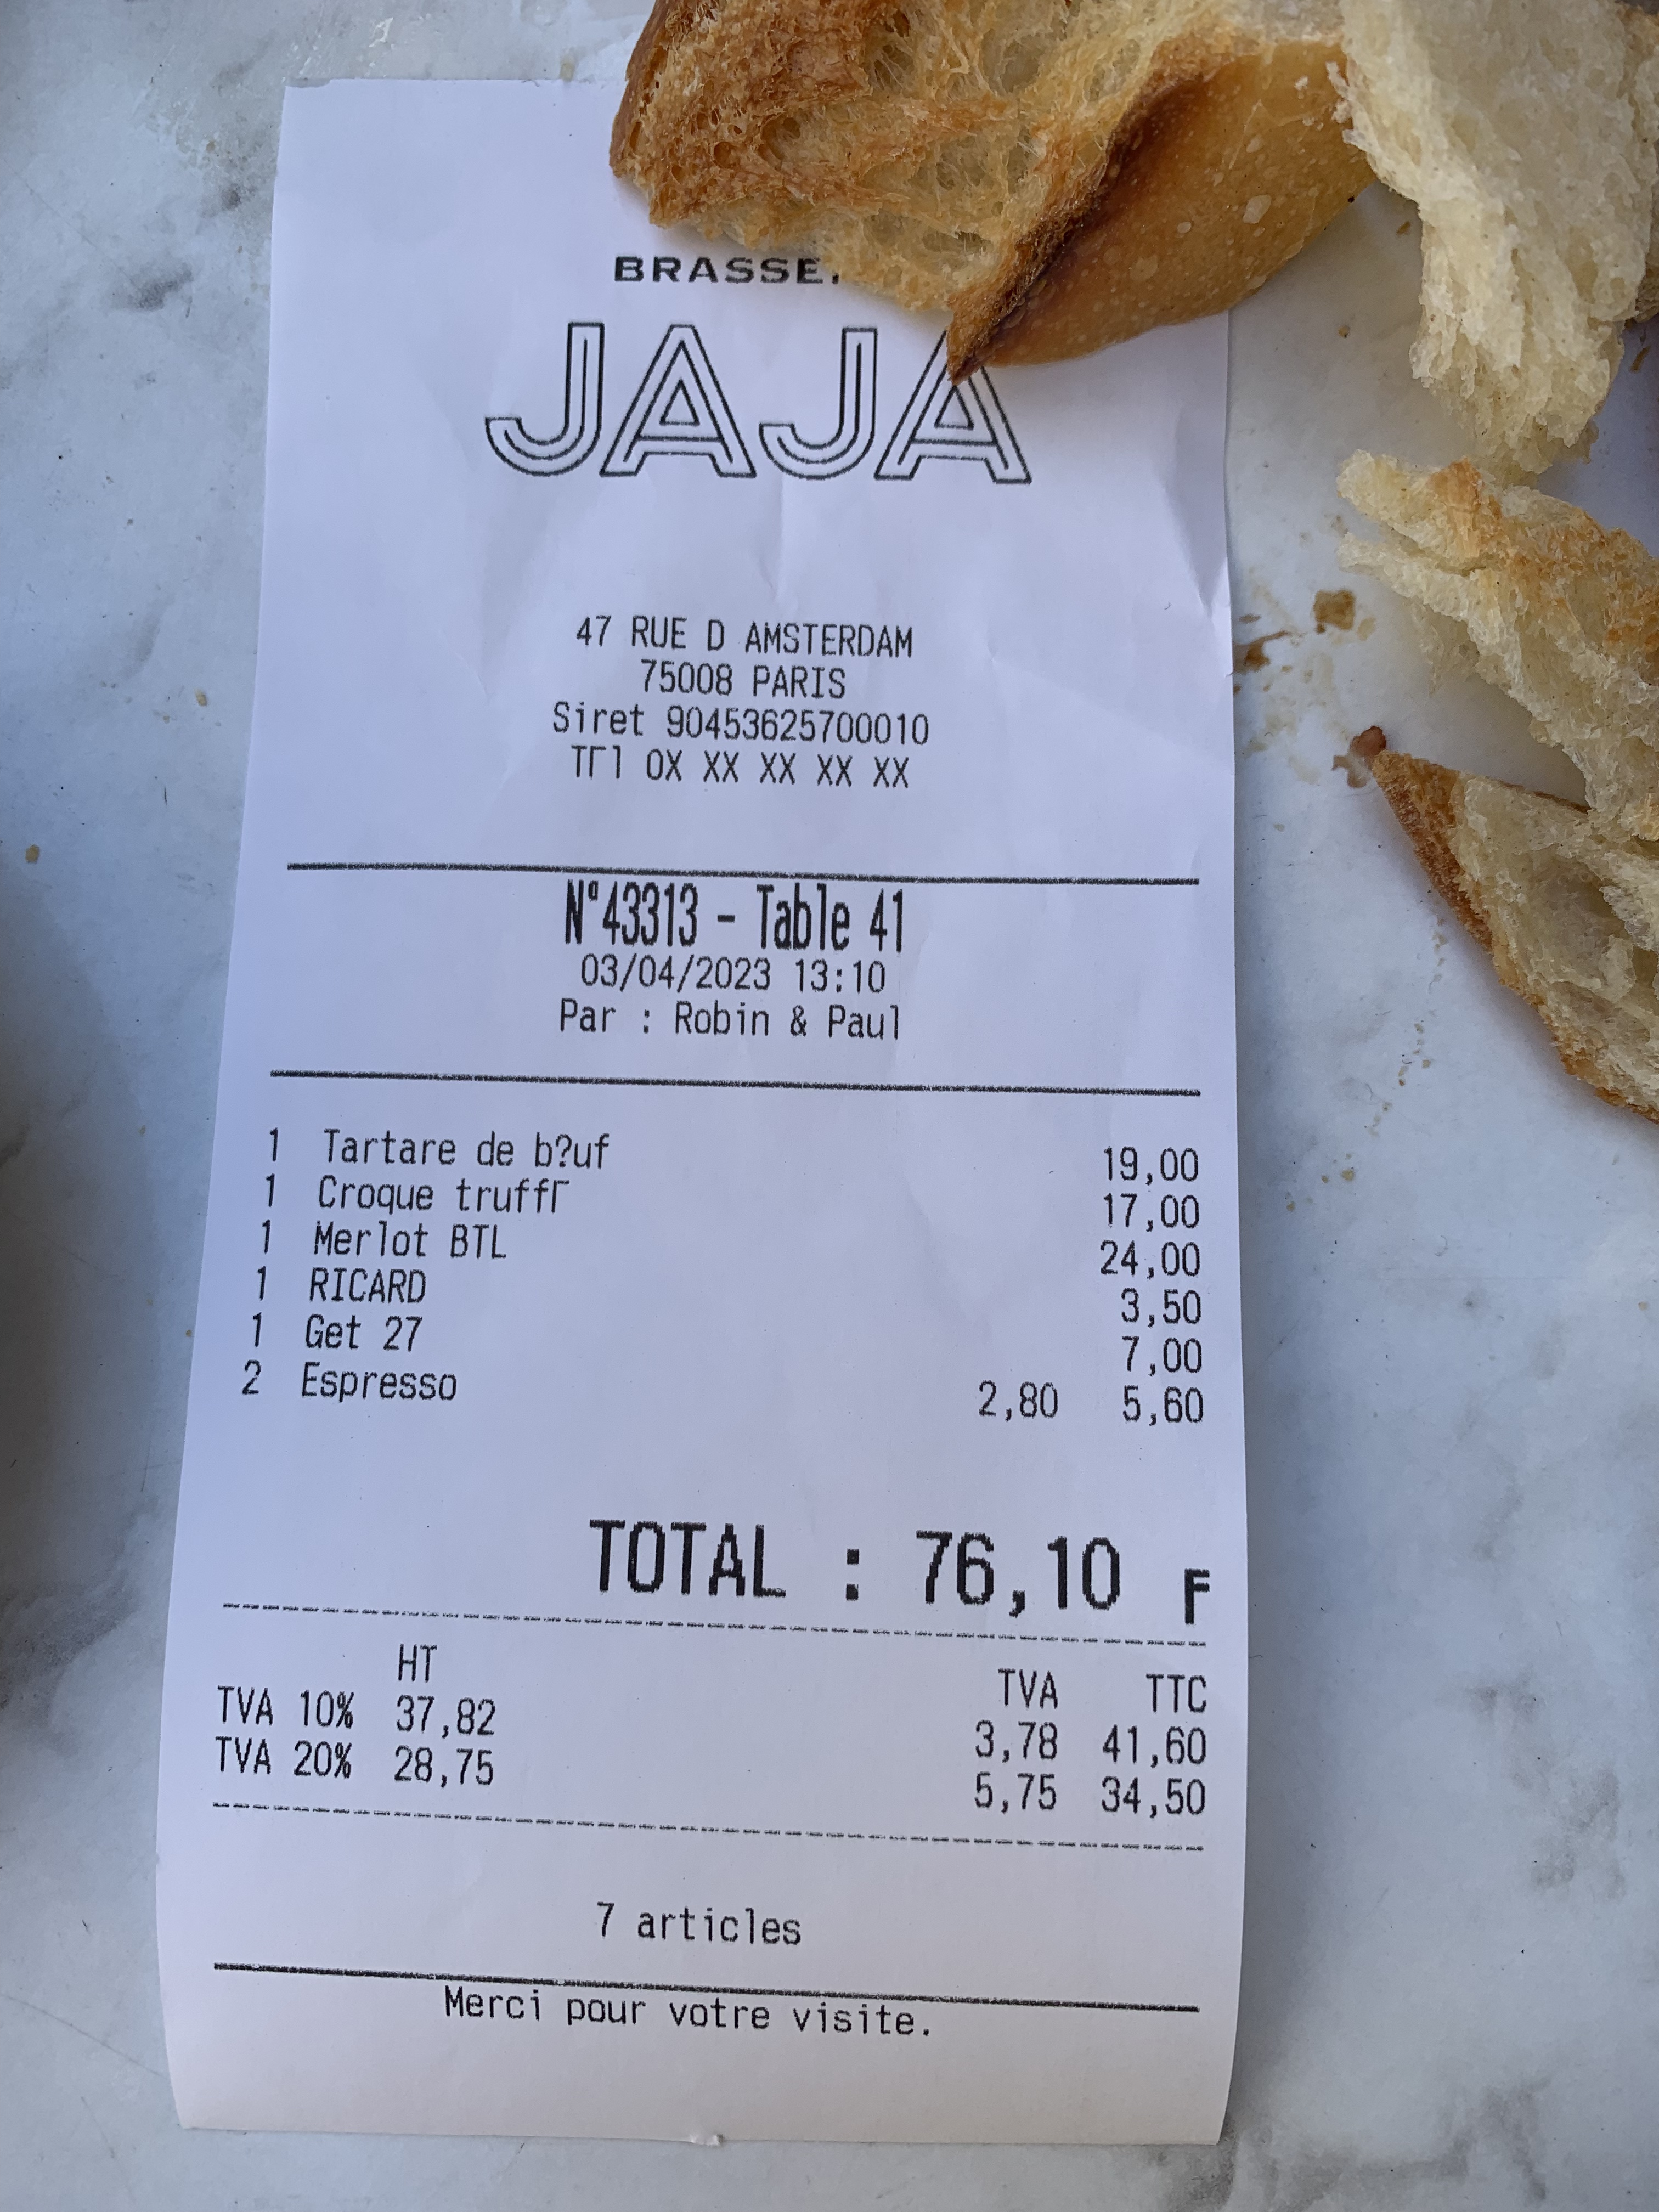 BRASSE
JAJA
47 RUE D AMSTERDAM
75008 PARIS
Siret 90453625700010
TΓl 0X XX XX XX XX
N°43313 - Table 41
03/04/2023 13:10
Par : Robin & Paul
1 Tartare de b?uf 19,00
1 Croque truffΓ 17,00
1 Merlot BTL 24,00
1 RICARD 3,50
1 Get 27 7,00
2 Espresso 2,80 5,60
TOTAL : 76,10 F
HT TVA TTC
TVA 10% 37,82 3,78 41,60
TVA 20% 28,75 5,75 34,50
7 articles
Merci pour votre visite.